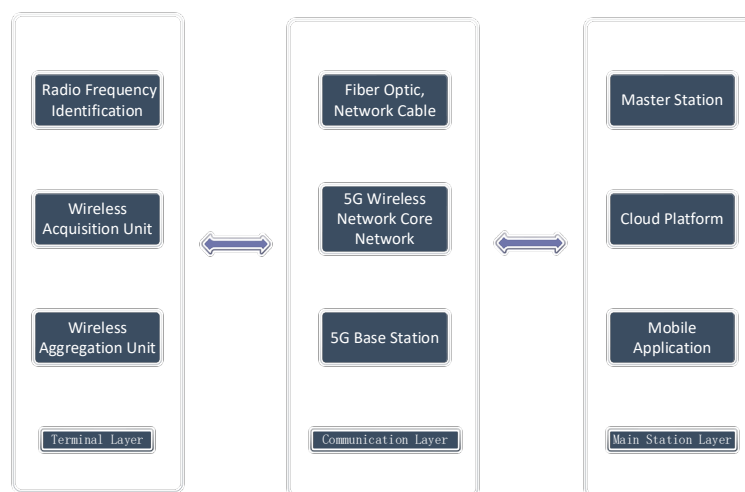 Radio Frequency
Identification
Wireless
Acquisition Unit
Wireless
Aggregation Unit
Terminal Layer
Fiber Optic,
Network Cable
5G Wireless
Network Core
Network
5G Base Station
Communication Layer
Master Station
Cloud Platform
Mobile
Application
Main Station Layer